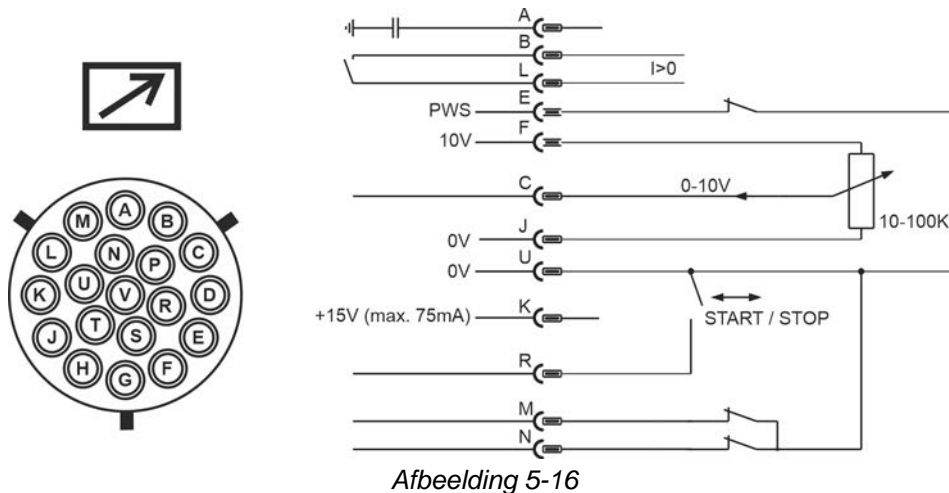 A
B
L
I>0
E
PWS
F
10V
C
0-10V
10-100K
J
0V
U
0V
K
+15V (max. 75mA)
START / STOP
R
M
N
M A B
L N P C
K U V R D
J T S E
H G F
Afbeelding 5-16